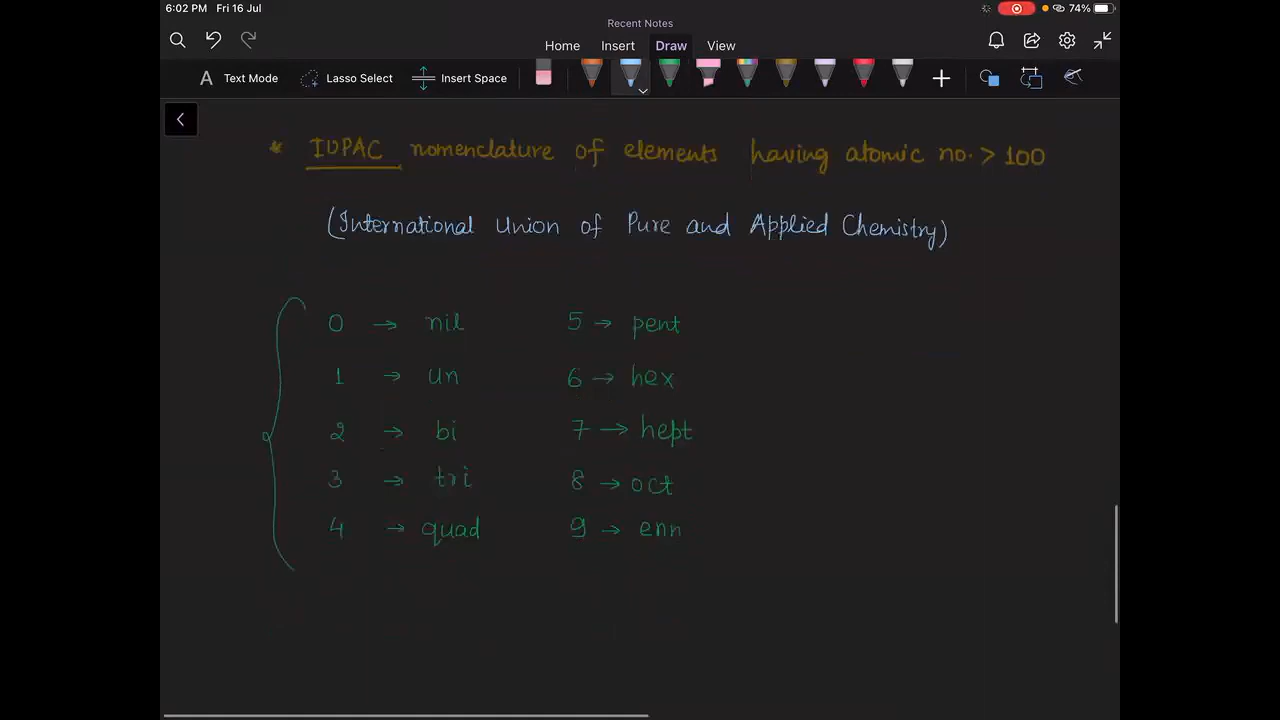 6:02 PM Fri 16 Jul
74%
Recent Notes
Home Insert Draw View
A Text Mode Lasso Select Insert Space
* IUPAC nomenclature of elements having atomic no. > 100
(International Union of Pure and Applied Chemistry)
0 → nil 5 → pent
1 → un 6 → hex
2 → bi 7 → hept
3 → tri 8 → oct
4 → quad 9 → enn